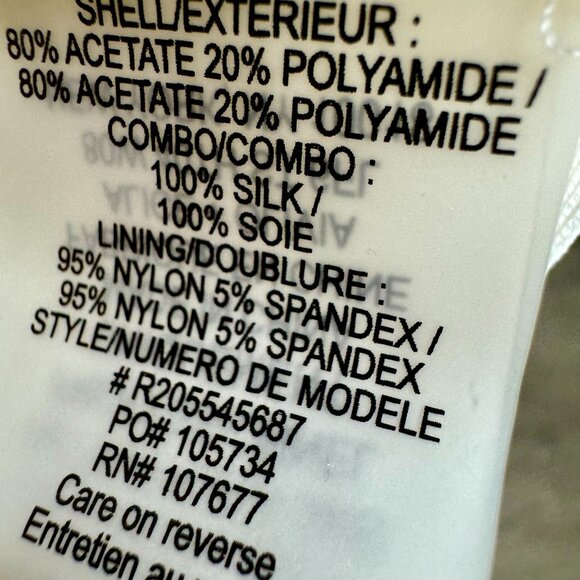 SHELL/EXTERIEUR :
80% ACETATE 20% POLYAMIDE /
80% ACETATE 20% POLYAMIDE
COMBO/COMBO :
100% SILK /
100% SOIE
LINING/DOUBLURE :
95% NYLON 5% SPANDEX /
95% NYLON 5% SPANDEX
STYLE/NUMERO DE MODELE
# R205545687
PO# 105734
RN# 107677
Care on reverse
Entretien au